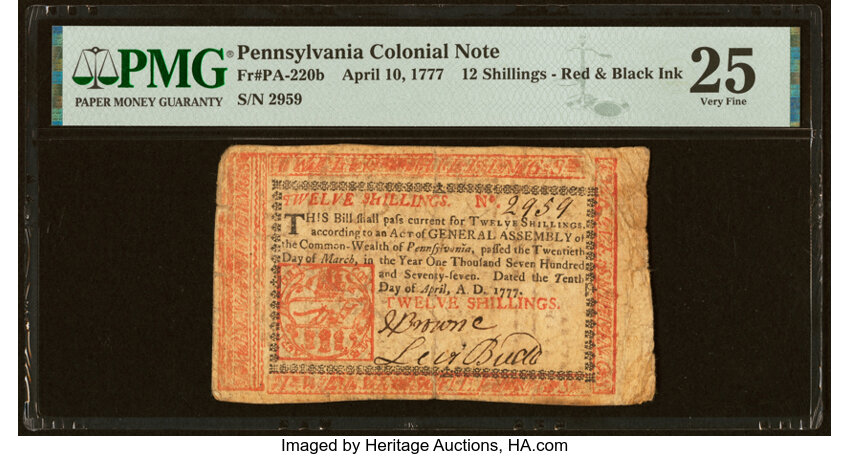 PMG®
PAPER MONEY GUARANTY
Pennsylvania Colonial Note
Fr#PA-220b April 10, 1777 12 Shillings - Red & Black Ink
S/N 2959
25
Very Fine
TWELVE SHILLINGS. No. 2959
THIS Bill ſhall paſs current for TWELVE SHILLINGS,
according to an ACT of GENERAL ASSEMBLY of
the Common-Wealth of Pennſylvania, paſſed the Twentieth
Day of March, in the Year One Thouſand Seven Hundred
and Seventy-ſeven. Dated the Tenth
Day of April, A. D. 1777.
TWELVE SHILLINGS.
J Browne
Levi Budd
Imaged by Heritage Auctions, HA.com